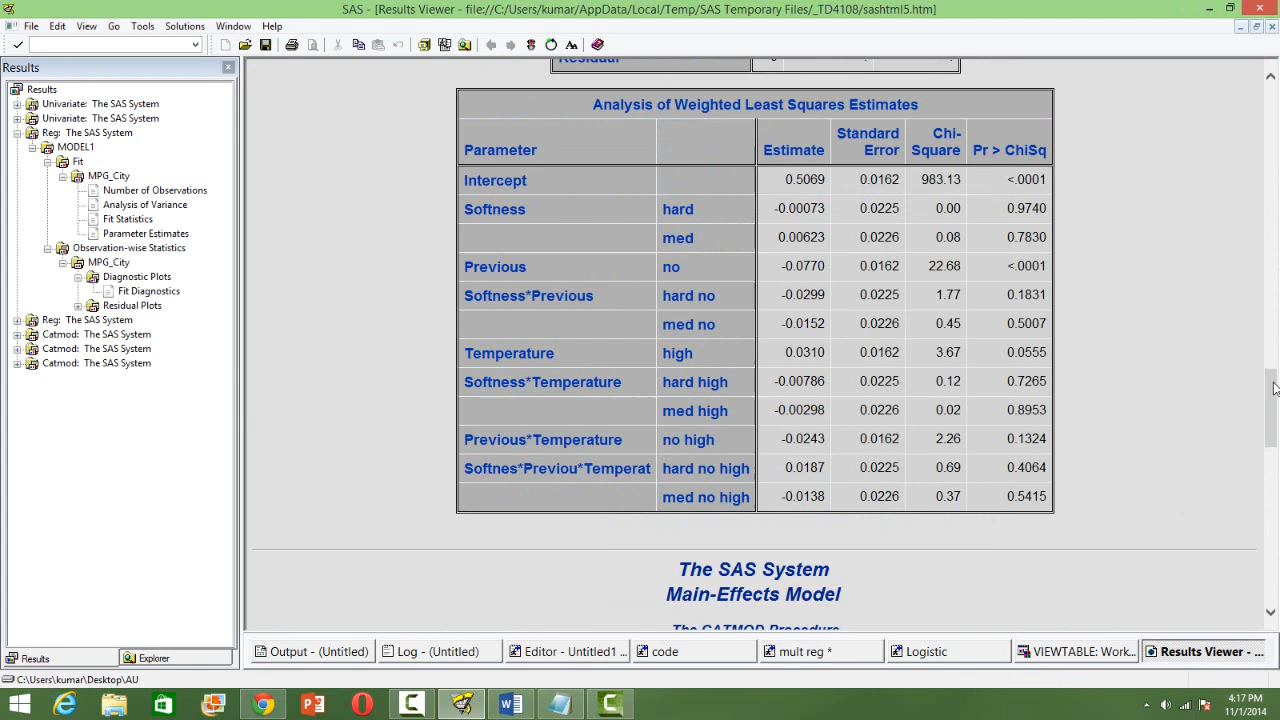 SAS - [Results Viewer - file://C:/Users/kumar/AppData/Local/Temp/SAS Temporary Files/_TD4108/sashtml5.htm]
File Edit View Go Tools Solutions Window Help
Results
Results
Univariate: The SAS System
Univariate: The SAS System
Reg: The SAS System
MODEL1
Fit
MPG_City
Number of Observations
Analysis of Variance
Fit Statistics
Parameter Estimates
Observation-wise Statistics
MPG_City
Diagnostic Plots
Fit Diagnostics
Residual Plots
Reg: The SAS System
Catmod: The SAS System
Catmod: The SAS System
Catmod: The SAS System
Residual
Analysis of Weighted Least Squares Estimates
Parameter Estimate Standard Error Chi-Square Pr > ChiSq
Intercept 0.5069 0.0162 983.13 <.0001
Softness hard -0.00073 0.0225 0.00 0.9740
med 0.00623 0.0226 0.08 0.7830
Previous no -0.0770 0.0162 22.68 <.0001
Softness*Previous hard no -0.0299 0.0225 1.77 0.1831
med no -0.0152 0.0226 0.45 0.5007
Temperature high 0.0310 0.0162 3.67 0.0555
Softness*Temperature hard high -0.00786 0.0225 0.12 0.7265
med high -0.00298 0.0226 0.02 0.8953
Previous*Temperature no high -0.0243 0.0162 2.26 0.1324
Softnes*Previou*Temperat hard no high 0.0187 0.0225 0.69 0.4064
med no high -0.0138 0.0226 0.37 0.5415
The SAS System
Main-Effects Model
The CATMOD Procedure
Results Explorer
Output - (Untitled) Log - (Untitled) Editor - Untitled1 ... code mult reg * Logistic VIEWTABLE: Work... Results Viewer - ...
C:\Users\kumar\Desktop\AU
4:17 PM
11/1/2014